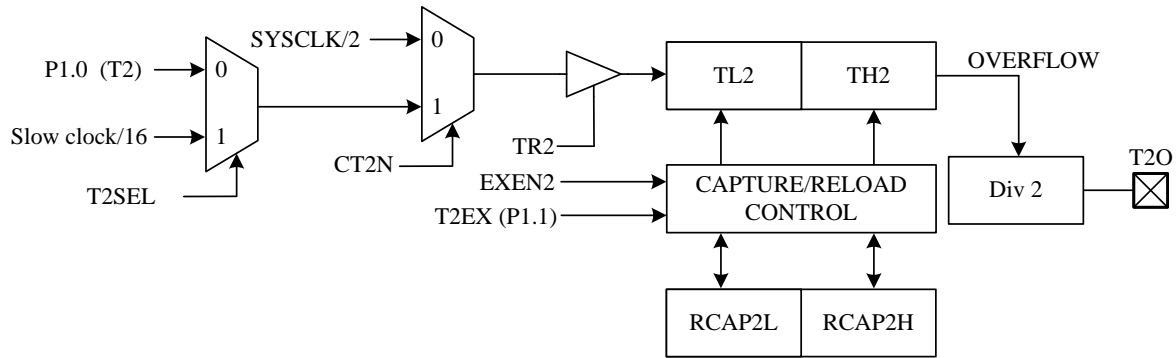 SYSCLK/2
0
P1.0 (T2)
0
1
Slow clock/16
1
T2SEL
CT2N
TR2
TL2
TH2
OVERFLOW
EXEN2
T2EX (P1.1)
CAPTURE/RELOAD
CONTROL
Div 2
T2O
RCAP2L
RCAP2H